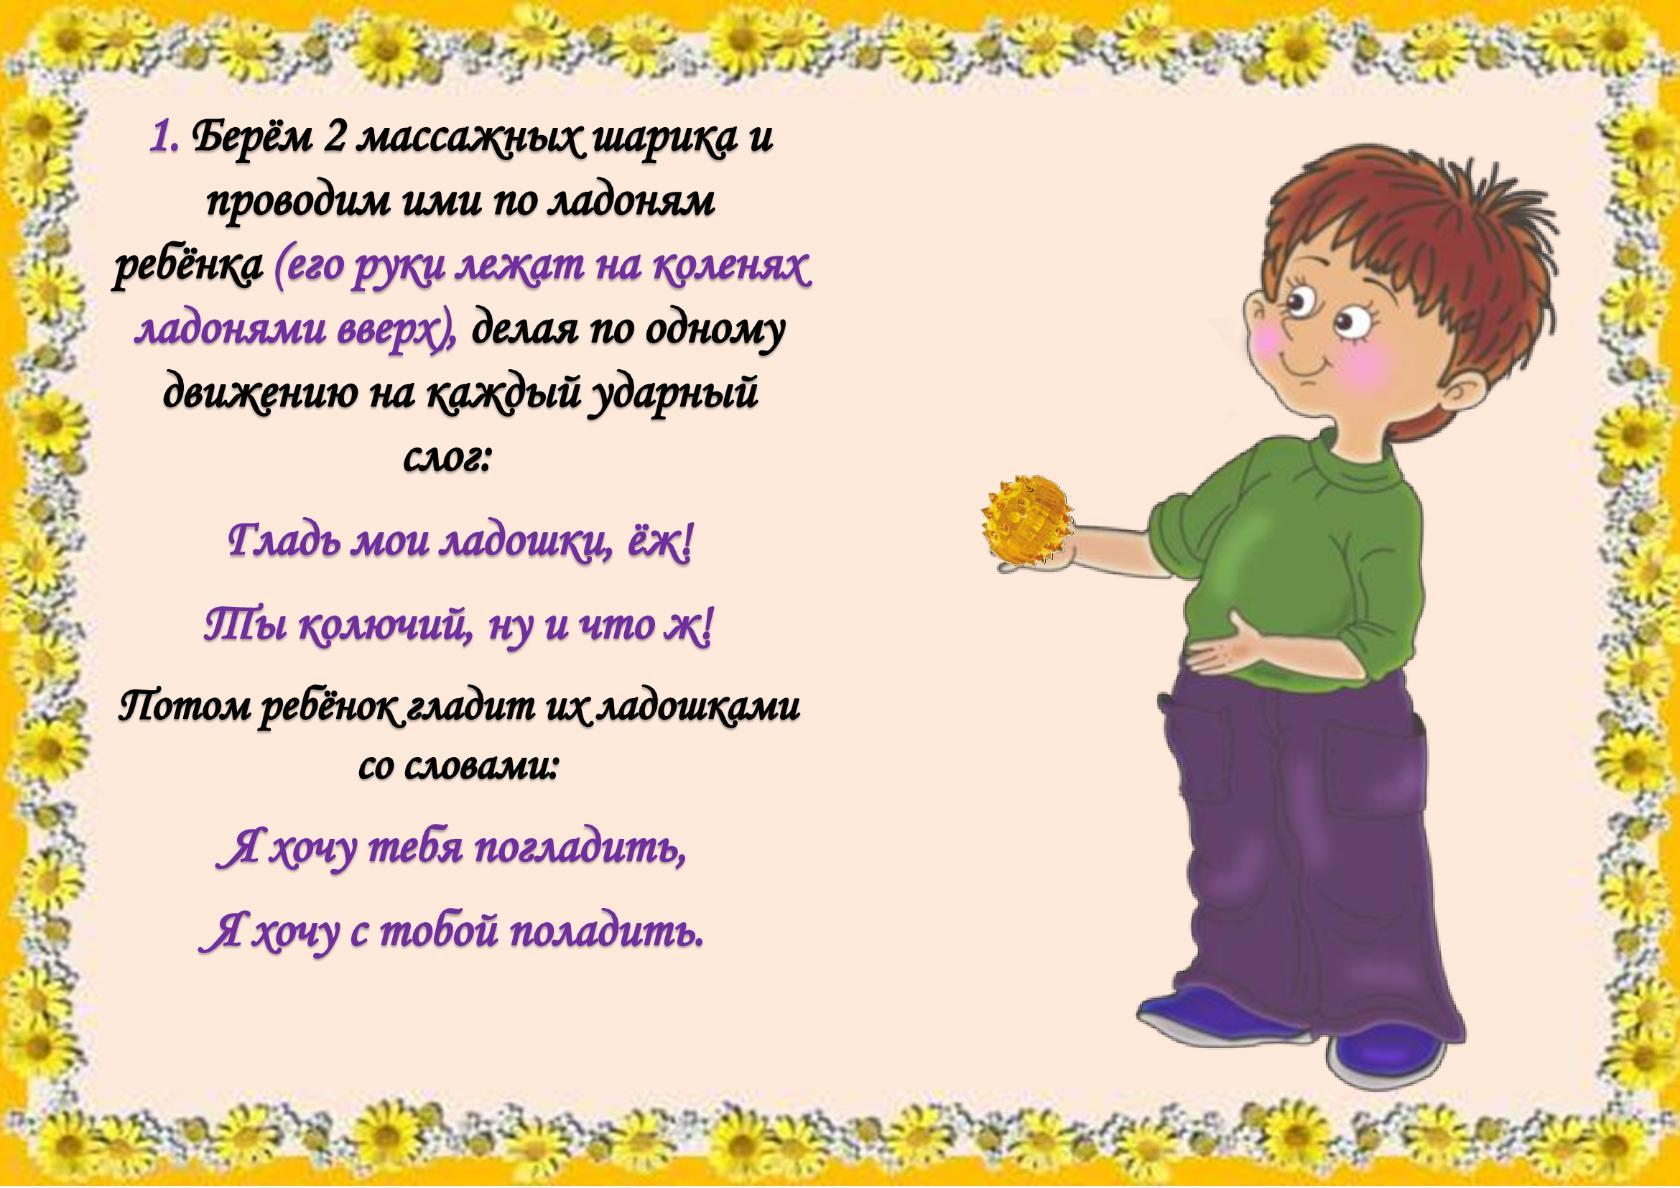 1. Берём 2 массажных шарика и
проводим ими по ладоням
ребёнка (его руки лежат на коленях
ладонями вверх), делая по одному
движению на каждый ударный
слог:
Гладь мои ладошки, ёж!
Ты колючий, ну и что ж!
Потом ребёнок гладит их ладошками
со словами:
Я хочу тебя погладить,
Я хочу с тобой поладить.